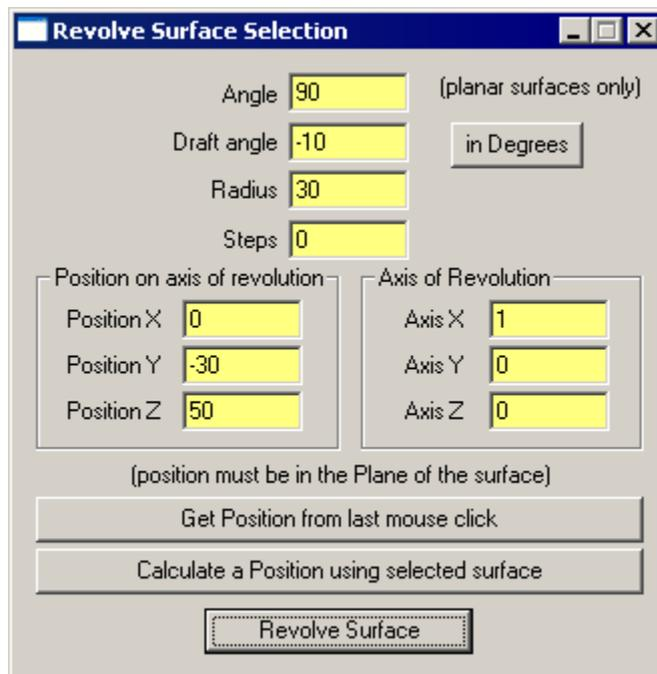 Revolve Surface Selection
Angle 90 (planar surfaces only)
Draft angle -10 in Degrees
Radius 30
Steps 0
Position on axis of revolution Axis of Revolution
Position X 0 Axis X 1
Position Y -30 Axis Y 0
Position Z 50 Axis Z 0
(position must be in the Plane of the surface)
Get Position from last mouse click
Calculate a Position using selected surface
Revolve Surface